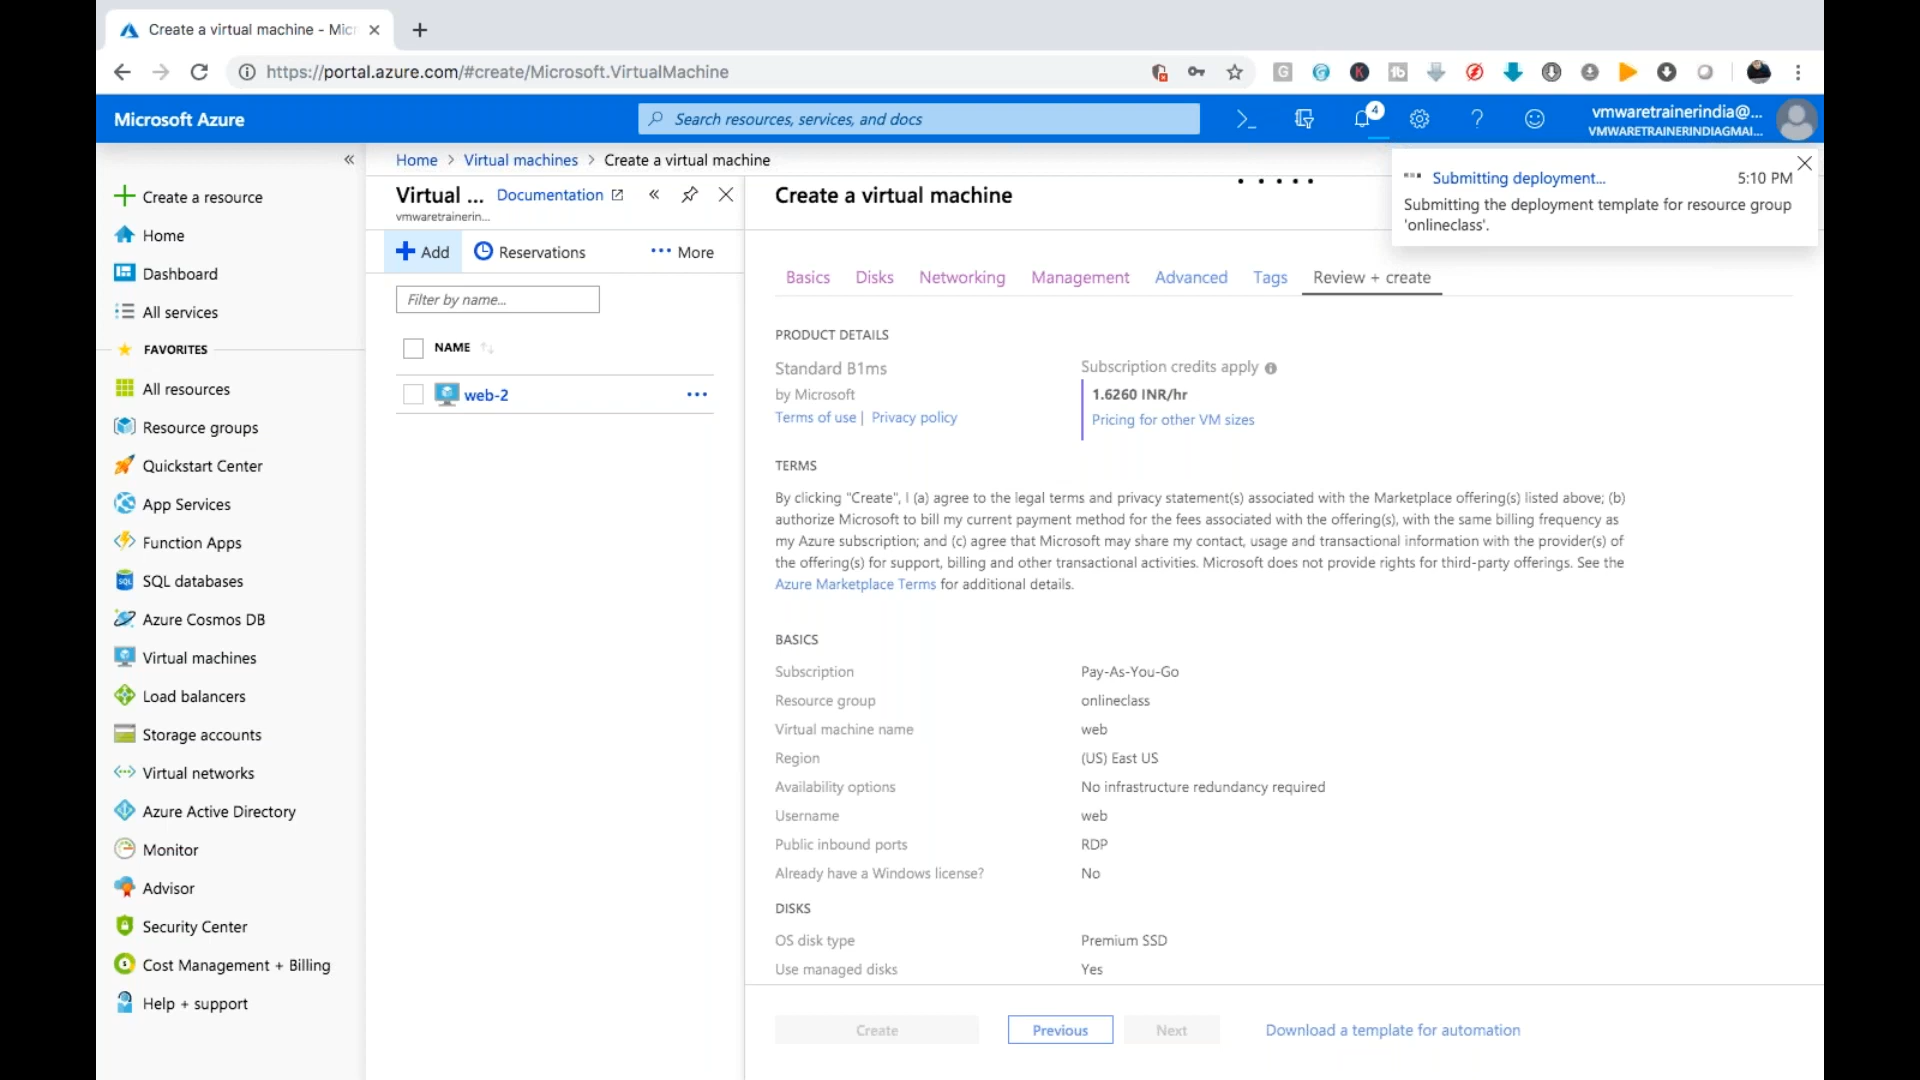 Create a virtual machine - Micr
https://portal.azure.com/#create/Microsoft.VirtualMachine
Microsoft Azure
Search resources, services, and docs
4
vmwaretrainerindia@...
VMWARETRAINERINDIAGMAI...
Home > Virtual machines > Create a virtual machine
Submitting deployment...
5:10 PM
Submitting the deployment template for resource group
'onlineclass'.
Create a resource
Home
Dashboard
All services
FAVORITES
All resources
Resource groups
Quickstart Center
App Services
Function Apps
SQL databases
Azure Cosmos DB
Virtual machines
Load balancers
Storage accounts
Virtual networks
Azure Active Directory
Monitor
Advisor
Security Center
Cost Management + Billing
Help + support
Virtual ...
Documentation
vmwaretrainerin...
Add
Reservations
More
Filter by name...
NAME
web-2
Create a virtual machine
Basics
Disks
Networking
Management
Advanced
Tags
Review + create
PRODUCT DETAILS
Standard B1ms
by Microsoft
Terms of use | Privacy policy
Subscription credits apply
1.6260 INR/hr
Pricing for other VM sizes
TERMS
By clicking "Create", I (a) agree to the legal terms and privacy statement(s) associated with the Marketplace offering(s) listed above; (b)
authorize Microsoft to bill my current payment method for the fees associated with the offering(s), with the same billing frequency as
my Azure subscription; and (c) agree that Microsoft may share my contact, usage and transactional information with the provider(s) of
the offering(s) for support, billing and other transactional activities. Microsoft does not provide rights for third-party offerings. See the
Azure Marketplace Terms for additional details.
BASICS
Subscription Pay-As-You-Go
Resource group onlineclass
Virtual machine name web
Region (US) East US
Availability options No infrastructure redundancy required
Username web
Public inbound ports RDP
Already have a Windows license? No
DISKS
OS disk type Premium SSD
Use managed disks Yes
Create
Previous
Next
Download a template for automation